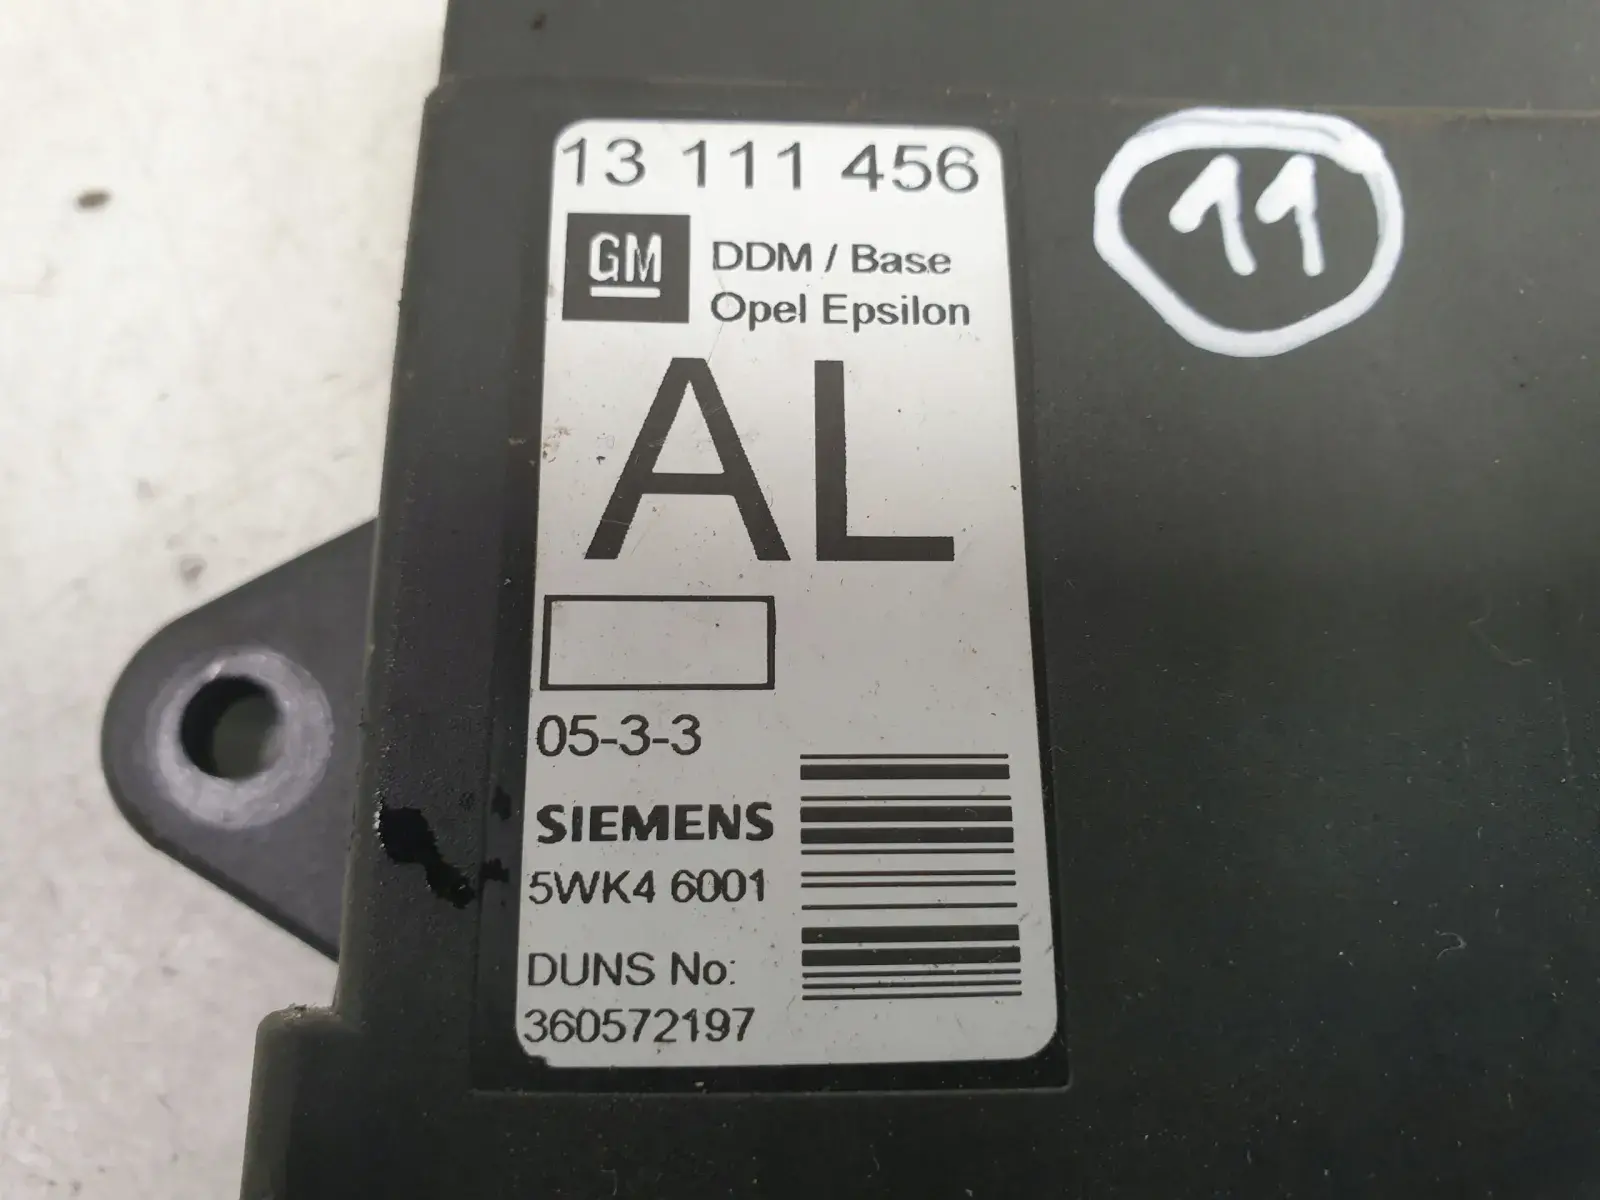 13 111 456
11
GM
DDM / Base
Opel Epsilon
AL
05-3-3
SIEMENS
5WK4 6001
DUNS No:
360572197